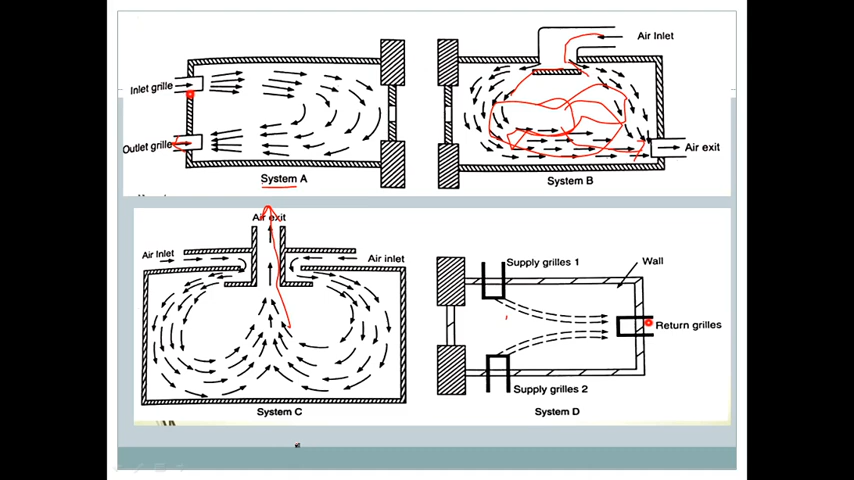 Air Inlet
Inlet grille
Outlet grille
Air exit
System A
System B
Air exit
Air Inlet
Air inlet
Supply grilles 1
Wall
Return grilles
Supply grilles 2
System C
System D